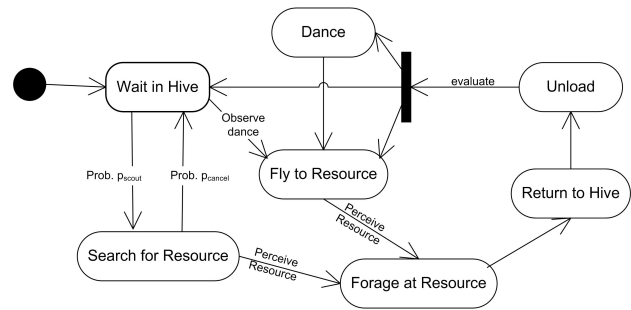 Dance
Wait in Hive
evaluate
Unload
Observe
dance
Fly to Resource
Prob. pscout
Prob. pcancel
Return to Hive
Perceive
Resource
Search for Resource
Perceive
Resource
Forage at Resource